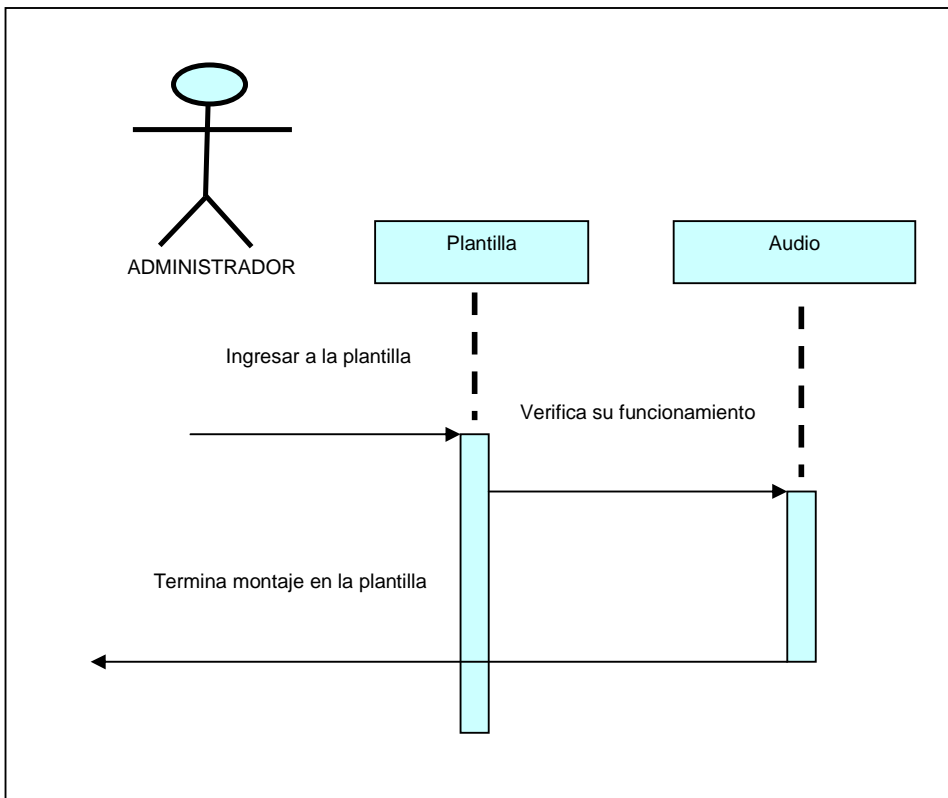 ADMINISTRADOR
Plantilla
Audio
Ingresar a la plantilla
Verifica su funcionamiento
Termina montaje en la plantilla